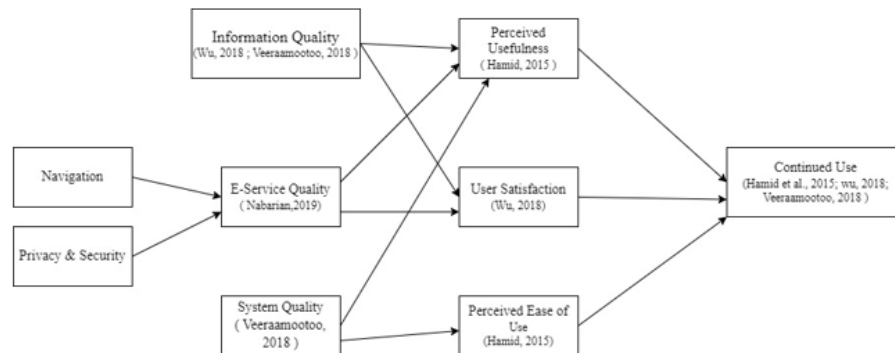 Information Quality
(Wu, 2018 ; Veeraamootoo, 2018 )
Perceived
Usefulness
( Hamid, 2015 )
Navigation
E-Service Quality
( Nabarian,2019)
User Satisfaction
(Wu, 2018)
Continued Use
(Hamid et al., 2015; wu, 2018;
Veeraamootoo, 2018 )
Privacy & Security
System Quality
( Veeraamootoo,
2018 )
Perceived Ease of
Use
(Hamid, 2015)